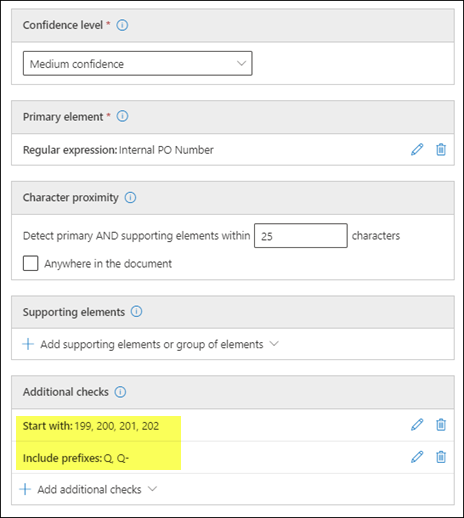 Confidence level *
Medium confidence
Primary element *
Regular expression: Internal PO Number
Character proximity
Detect primary AND supporting elements within 25 characters
Anywhere in the document
Supporting elements
Add supporting elements or group of elements
Additional checks
Start with: 199, 200, 201, 202
Include prefixes: Q, Q-
Add additional checks